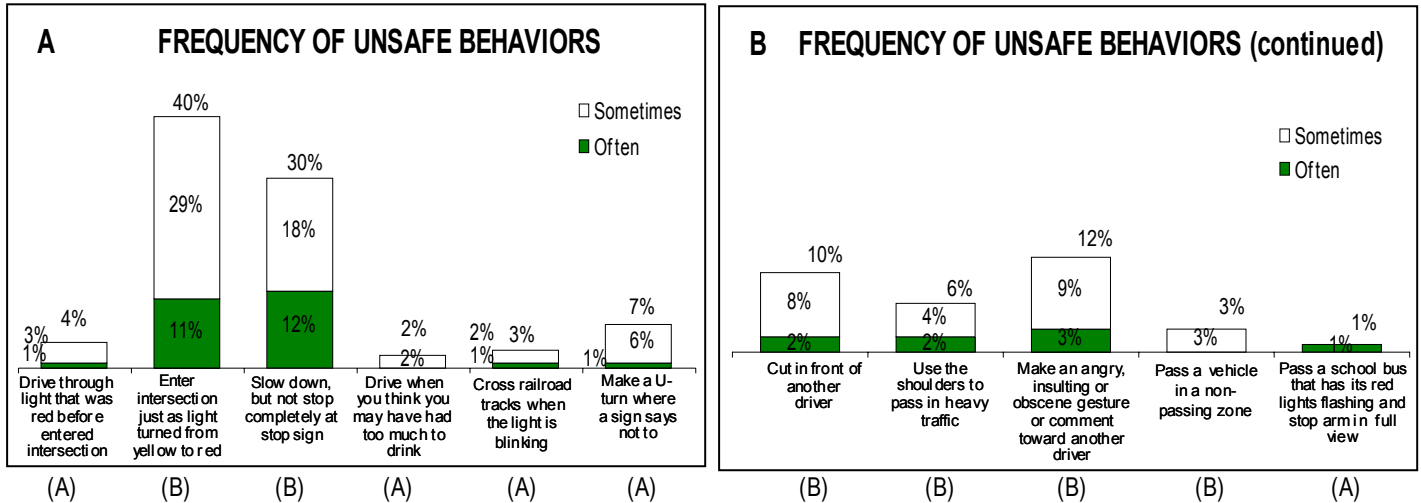 A FREQUENCY OF UNSAFE BEHAVIORS
Sometimes
Often
40%
29%
11%
30%
18%
12%
4%
3%
1%
2%
2%
3%
2%
1%
7%
6%
1%
Drive through
light that was
red before
entered
intersection
Enter
intersection
just as light
turned from
yellow to red
Slow down,
but not stop
completely at
stop sign
Drive when
you think you
may have had
too much to
drink
Cross railroad
tracks when
the light is
blinking
Make a U-
turn where
a sign says
not to
(A)
(B)
(B)
(A)
(A)
(A)
B FREQUENCY OF UNSAFE BEHAVIORS (continued)
Sometimes
Often
10%
8%
2%
6%
4%
2%
12%
9%
3%
3%
3%
1%
1%
Cut in front of
another
driver
Use the
shoulders to
pass in heavy
traffic
Make an angry,
insulting or
obscene gesture
or comment
toward another
driver
Pass a vehicle
in a non-
passing zone
Pass a school bus
that has its red
lights flashing and
stop arm in full
view
(B)
(B)
(B)
(B)
(A)